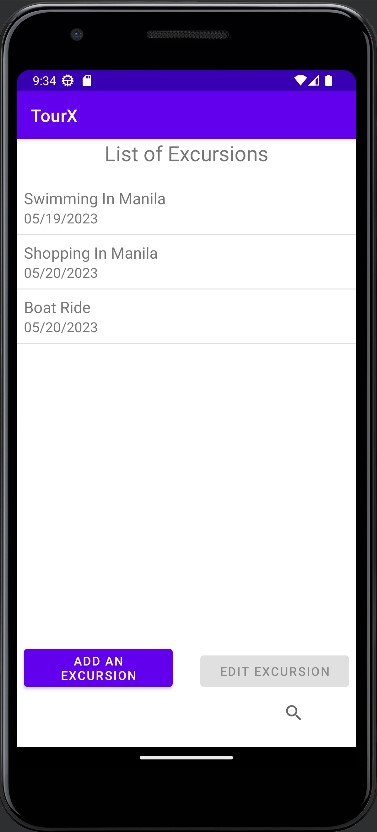 9:34
TourX
List of Excursions
Swimming In Manila
05/19/2023
Shopping In Manila
05/20/2023
Boat Ride
05/20/2023
ADD AN
EXCURSION
EDIT EXCURSION